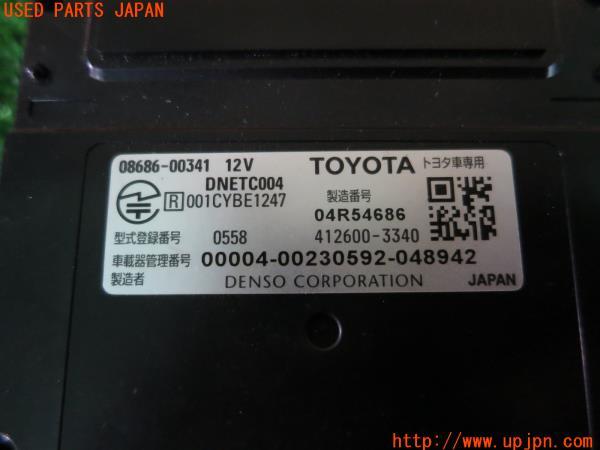 USED PARTS JAPAN
08686-00341 12V TOYOTA トヨタ車専用
DNETC004
R 001CYBE1247 製造番号
04R54686
型式登録番号 0558 412600-3340
車載器管理番号 00004-00230592-048942
製造者 DENSO CORPORATION JAPAN
http://www.upjpn.com/